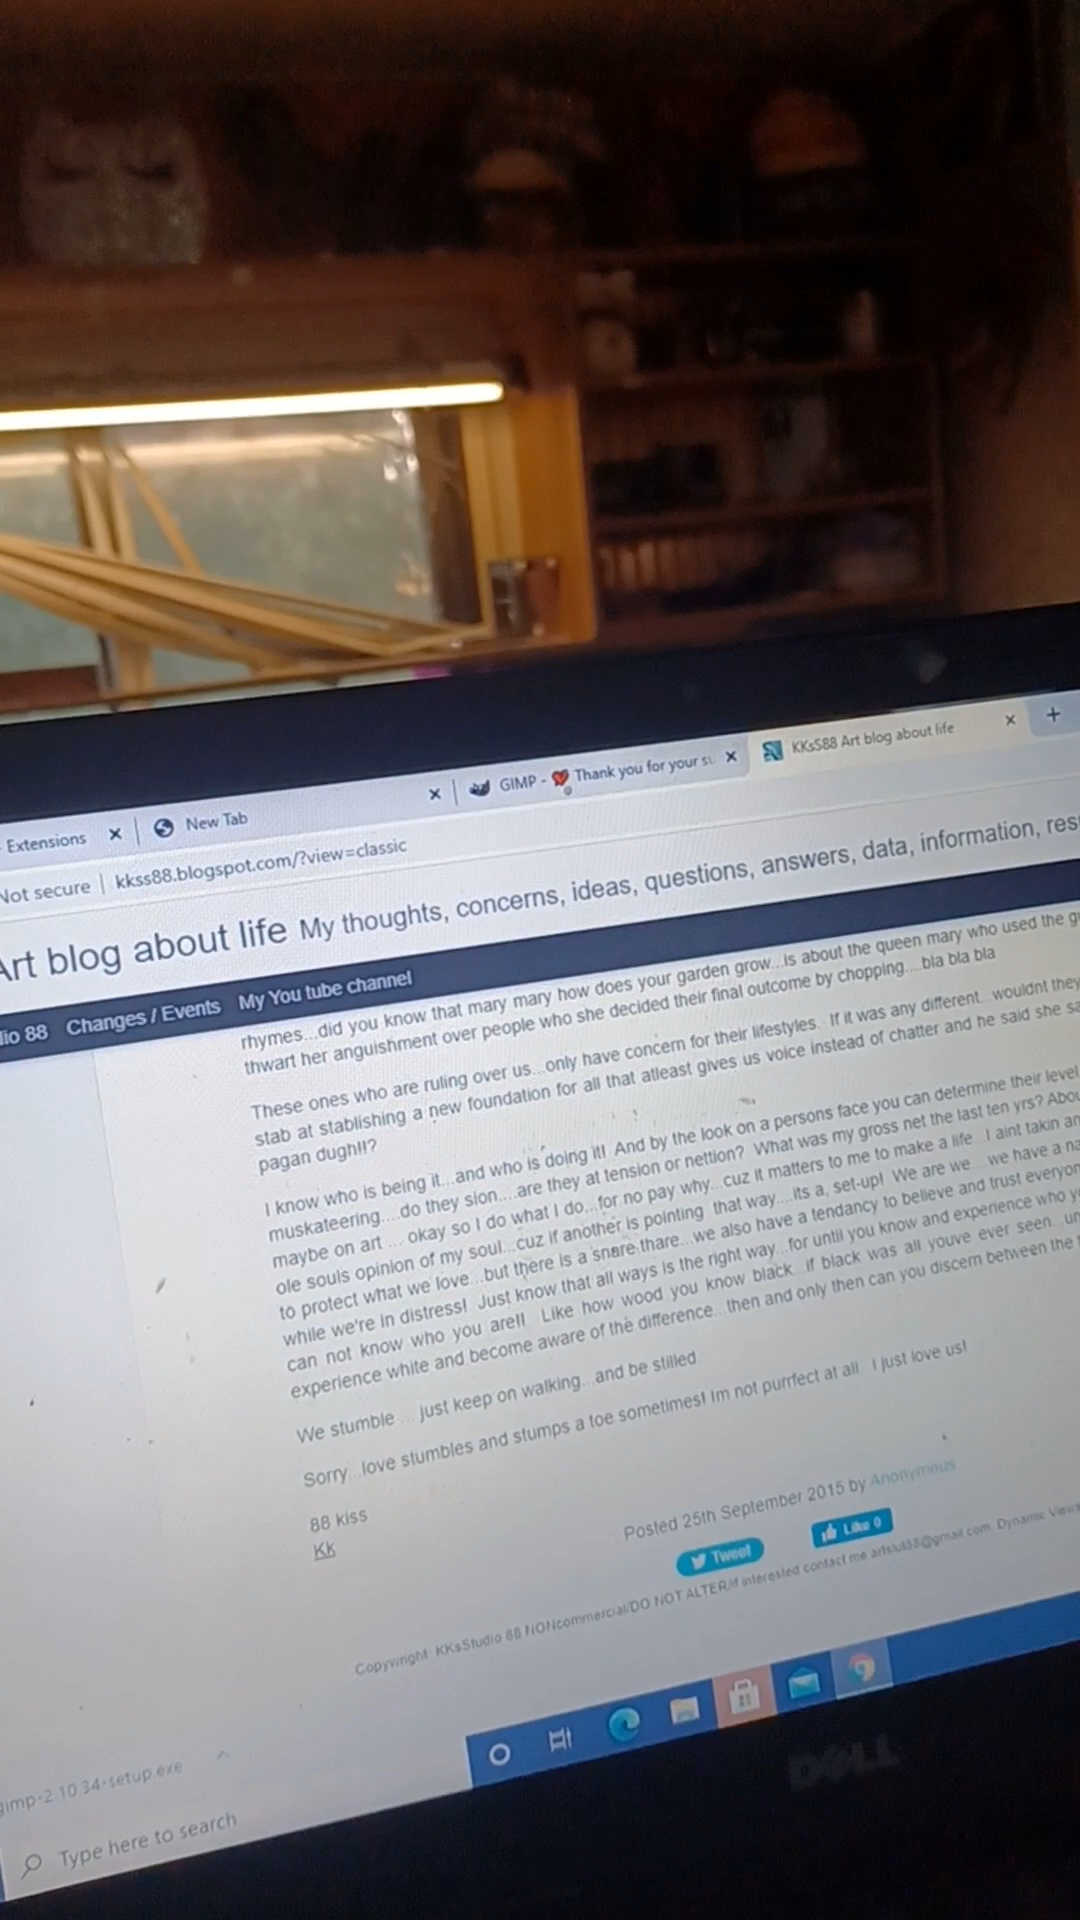 Extensions × New Tab × GIMP - Thank you for your su × KKsS88 Art blog about life × +
Not secure | kkss88.blogspot.com/?view=classic
Art blog about life My thoughts, concerns, ideas, questions, answers, data, information, res
dio 88 Changes / Events My You tube channel
rhymes...did you know that mary mary how does your garden grow...is about the queen mary who used the g
thwart her anguishment over people who she decided their final outcome by chopping....bla bla bla
These ones who are ruling over us...only have concern for their lifestyles. If it was any different...wouldnt they
stab at stablishing a new foundation for all that atleast gives us voice instead of chatter and he said she sa
pagan dugh!!?
I know who is being it...and who is doing it! And by the look on a persons face you can determine their level
muskateering....do they sion....are they at tension or nettion? What was my gross net the last ten yrs? Abou
maybe on art ... okay so I do what I do...for no pay why...cuz it matters to me to make a life...I aint takin an
ole souls opinion of my soul...cuz if another is pointing that way....its a, set-up! We are we... we have a na
to protect what we love...but there is a snare thare...we also have a tendancy to believe and trust everyon
while we're in distress! Just know that all ways is the right way...for until you know and experience who y
can not know who you are!! Like how wood you know black...if black was all youve ever seen...un
experience white and become aware of the difference...then and only then can you discern between the
We stumble ... just keep on walking...and be stilled.
Sorry...love stumbles and stumps a toe sometimes! Im not purrfect at all I just love us!
88 kiss
Kk
Posted 25th September 2015 by Anonymous
Tweet Like 0
Copywright: KKsStudio 88 NONcommercial/DO NOT ALTER/if interested contact me artslut88@gmail.com. Dynamic Views
gimp-2.10.34-setup.exe
Type here to search
DELL